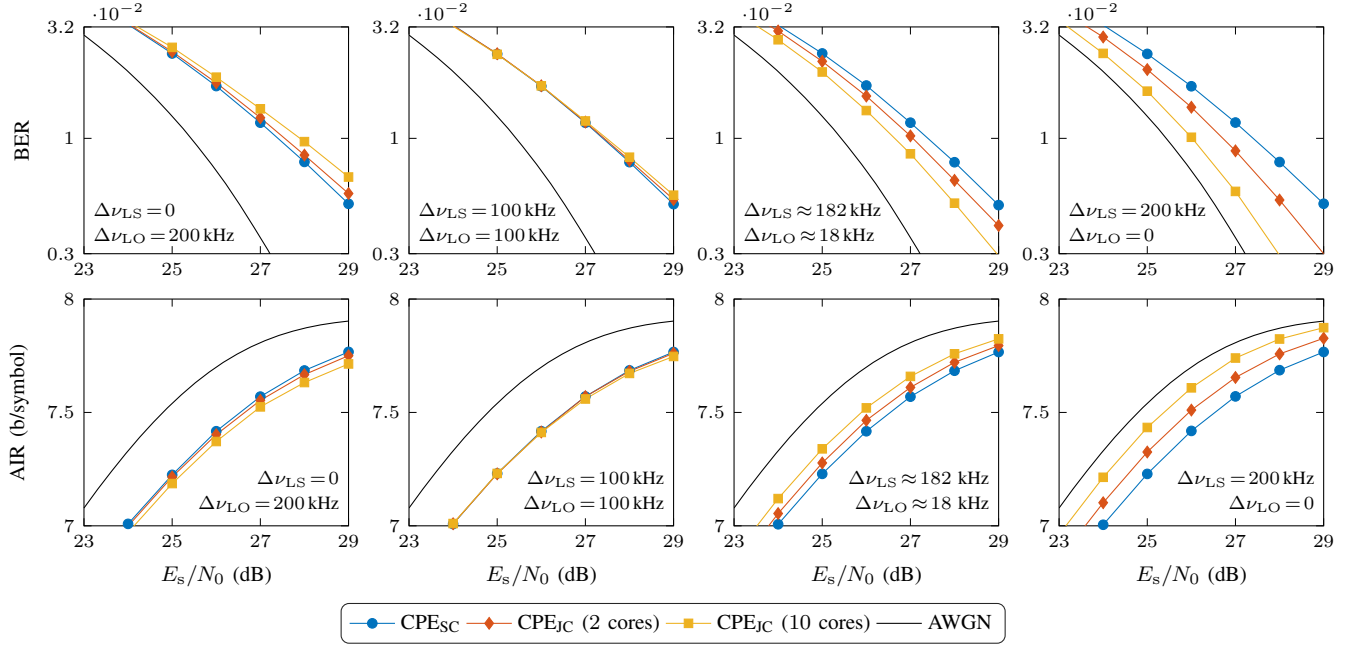 ·10⁻² ·10⁻² ·10⁻² ·10⁻²
3.2 3.2 3.2 3.2
BER
1 1 1 1
Δν_LS = 0 Δν_LS = 100 kHz Δν_LS ≈ 182 kHz Δν_LS = 200 kHz
Δν_LO = 200 kHz Δν_LO = 100 kHz Δν_LO ≈ 18 kHz Δν_LO = 0
0.3 0.3 0.3 0.3
23 25 27 29 23 25 27 29 23 25 27 29 23 25 27 29
8 8 8 8
AIR (b/symbol)
7.5 7.5 7.5 7.5
Δν_LS = 0 Δν_LS = 100 kHz Δν_LS ≈ 182 kHz Δν_LS = 200 kHz
Δν_LO = 200 kHz Δν_LO = 100 kHz Δν_LO ≈ 18 kHz Δν_LO = 0
7 7 7 7
23 25 27 29 23 25 27 29 23 25 27 29 23 25 27 29
E_s/N_0 (dB) E_s/N_0 (dB) E_s/N_0 (dB) E_s/N_0 (dB)
CPE_SC CPE_JC (2 cores) CPE_JC (10 cores) AWGN